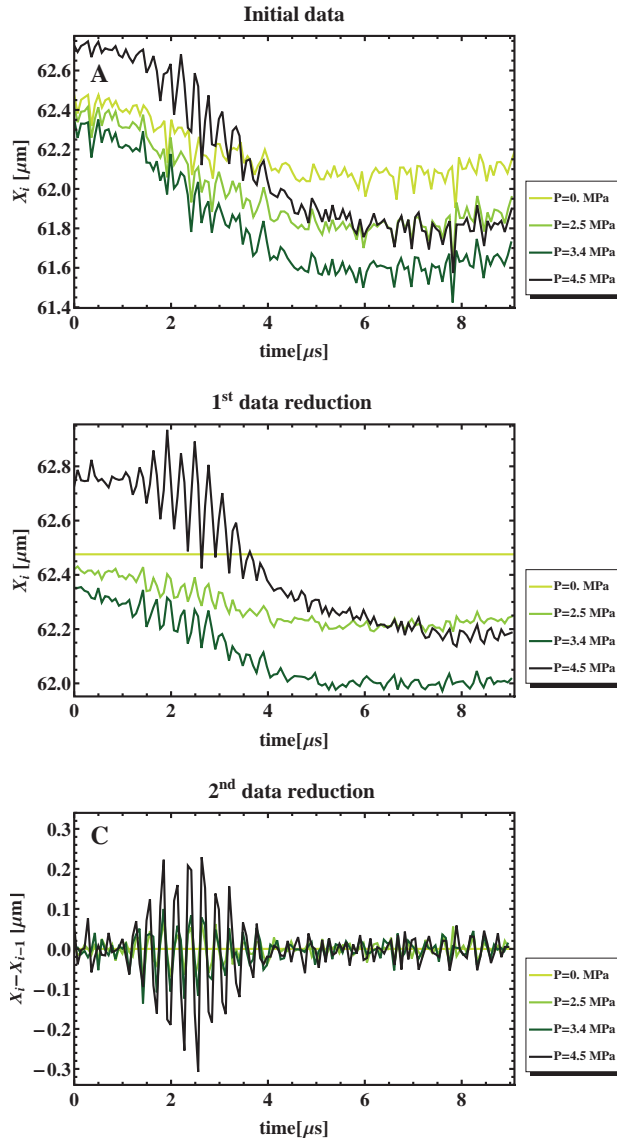 Initial data
A
X_i [μm]
62.6
62.4
62.2
62.0
61.8
61.6
61.4
0 2 4 6 8
time[μs]
P=0. MPa
P=2.5 MPa
P=3.4 MPa
P=4.5 MPa
1st data reduction
X_i [μm]
62.8
62.6
62.4
62.2
62.0
0 2 4 6 8
time[μs]
P=0. MPa
P=2.5 MPa
P=3.4 MPa
P=4.5 MPa
2nd data reduction
C
X_i−X_{i−1} [μm]
0.3
0.2
0.1
0.0
−0.1
−0.2
−0.3
0 2 4 6 8
time[μs]
P=0. MPa
P=2.5 MPa
P=3.4 MPa
P=4.5 MPa